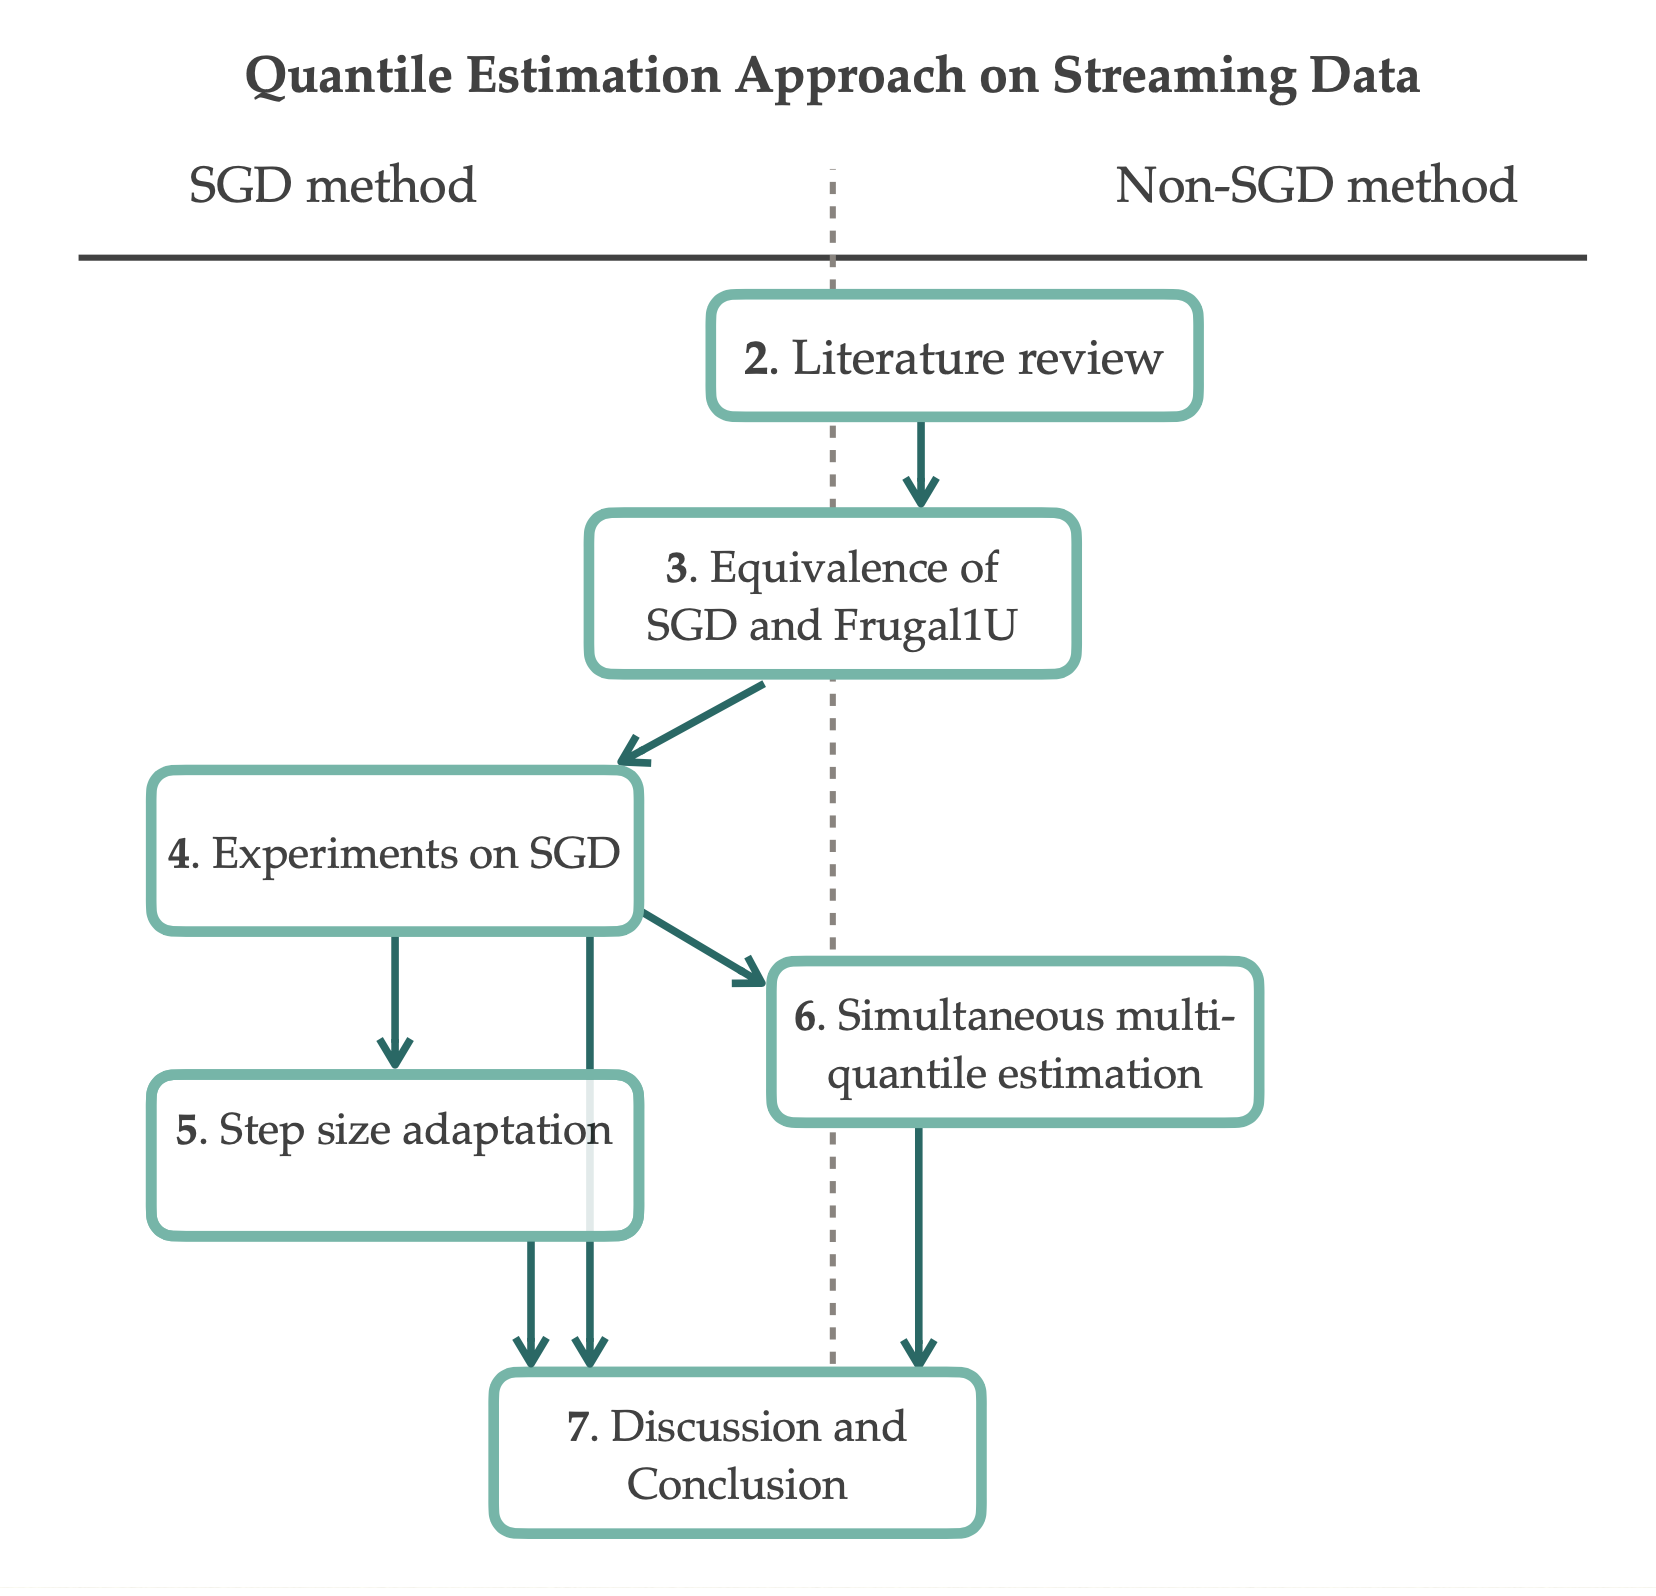 Quantile Estimation Approach on Streaming Data
SGD method
Non-SGD method
2. Literature review
3. Equivalence of
SGD and Frugal1U
4. Experiments on SGD
6. Simultaneous multi-
quantile estimation
5. Step size adaptation
7. Discussion and
Conclusion